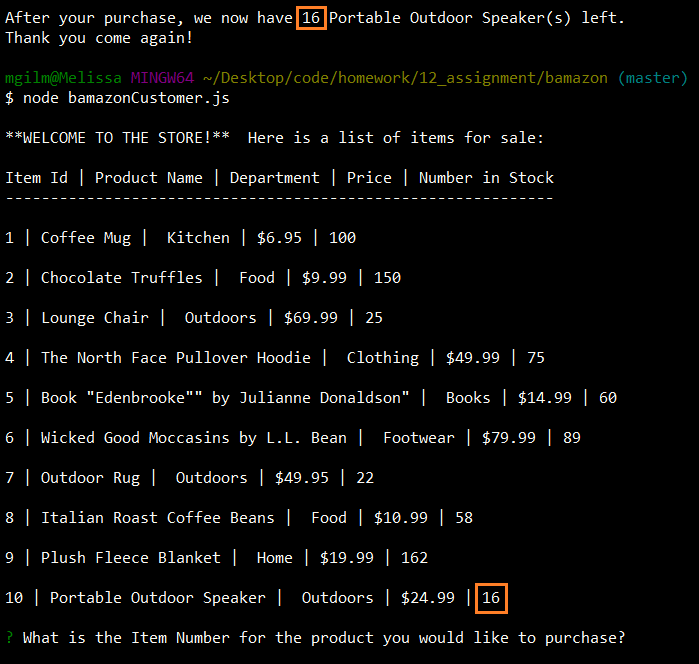 After your purchase, we now have 16 Portable Outdoor Speaker(s) left.
Thank you come again!
mgilm@Melissa MINGW64 ~/Desktop/code/homework/12_assignment/bamazon (master)
$ node bamazonCustomer.js
**WELCOME TO THE STORE!**  Here is a list of items for sale:
Item Id | Product Name | Department | Price | Number in Stock
-------------------------------------------------------------
1 | Coffee Mug |  Kitchen | $6.95 | 100
2 | Chocolate Truffles |  Food | $9.99 | 150
3 | Lounge Chair |  Outdoors | $69.99 | 25
4 | The North Face Pullover Hoodie |  Clothing | $49.99 | 75
5 | Book "Edenbrooke"" by Julianne Donaldson" |  Books | $14.99 | 60
6 | Wicked Good Moccasins by L.L. Bean |  Footwear | $79.99 | 89
7 | Outdoor Rug |  Outdoors | $49.95 | 22
8 | Italian Roast Coffee Beans |  Food | $10.99 | 58
9 | Plush Fleece Blanket |  Home | $19.99 | 162
10 | Portable Outdoor Speaker |  Outdoors | $24.99 | 16
? What is the Item Number for the product you would like to purchase?